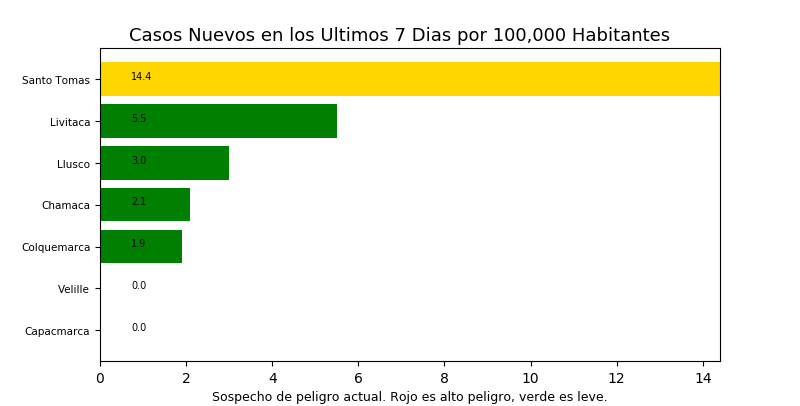 Casos Nuevos en los Ultimos 7 Dias por 100,000 Habitantes
Santo Tomas 14.4
Livitaca 5.5
Llusco 3.0
Chamaca 2.1
Colquemarca 1.9
Velille 0.0
Capacmarca 0.0
0 2 4 6 8 10 12 14
Sospecho de peligro actual. Rojo es alto peligro, verde es leve.